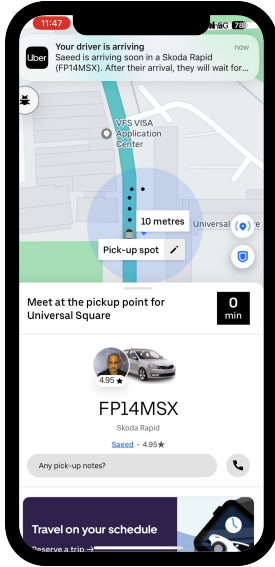 11:47
5G 78
Uber
Your driver is arriving
now
Saeed is arriving soon in a Skoda Rapid
(FP14MSX). After their arrival, they will wait for...
VFS VISA
Application
Center
10 metres
Universal
Pick-up spot
Meet at the pickup point for
Universal Square
0
min
4.95★
FP14MSX
Skoda Rapid
Saeed - 4.95★
Any pick-up notes?
Travel on your schedule
Reserve a trip →